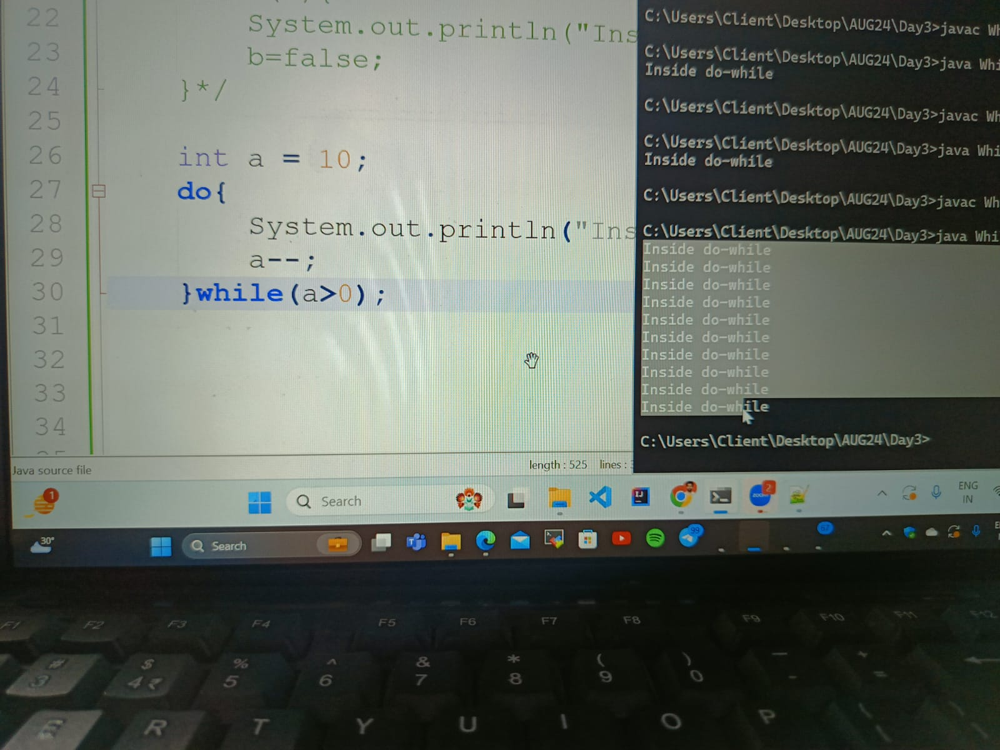 22
System.out.println("Ins
23
b=false;
24
}*/
25
26
int a = 10;
27
do{
28
System.out.println("Ins
29
a--;
30
}while(a>0);
31
32
33
34
Java source file
length : 525 lines :
C:\Users\Client\Desktop\AUG24\Day3>javac Wh
C:\Users\Client\Desktop\AUG24\Day3>java Whi
Inside do-while
C:\Users\Client\Desktop\AUG24\Day3>javac Wh
C:\Users\Client\Desktop\AUG24\Day3>java Whi
Inside do-while
C:\Users\Client\Desktop\AUG24\Day3>javac Wh
C:\Users\Client\Desktop\AUG24\Day3>java Whi
Inside do-while
Inside do-while
Inside do-while
Inside do-while
Inside do-while
Inside do-while
Inside do-while
Inside do-while
Inside do-while
Inside do-while
C:\Users\Client\Desktop\AUG24\Day3>
1
Search
IJ
zoom
2
ENG
IN
30°
Search
99
67
F1 F2 F3 F4 F5 F6 F7 F8 F9 F10 F11 F12
# $ % ^ & * ( ) — +
3 4 ₹ 5 6 7 8 9 0 - =
E R T Y U I O P